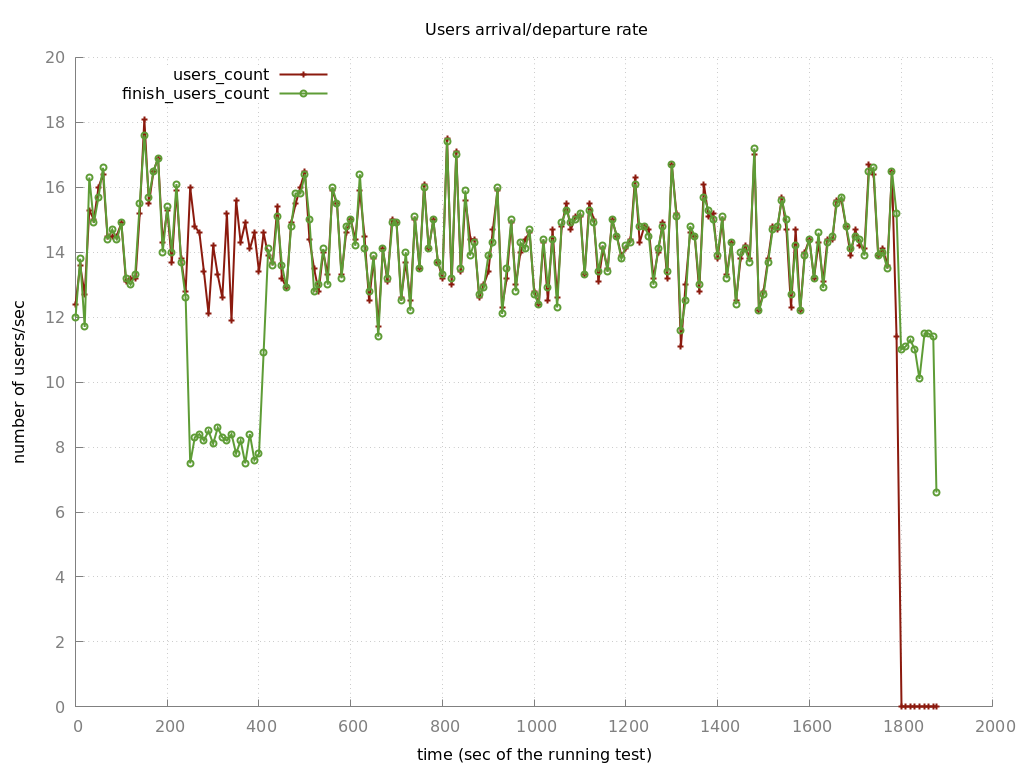 Users arrival/departure rate
users_count
finish_users_count
20
18
16
14
12
10
8
6
4
2
0
number of users/sec
0 200 400 600 800 1000 1200 1400 1600 1800 2000
time (sec of the running test)